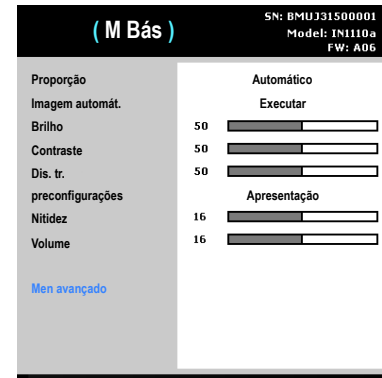 ( M Bás )
SN: BMUJ31500001
Model: IN1110a
FW: A06
Proporção Automático
Imagem automát. Executar
Brilho 50
Contraste 50
Dis. tr. 50
preconfigurações Apresentação
Nitidez 16
Volume 16
Men avançado